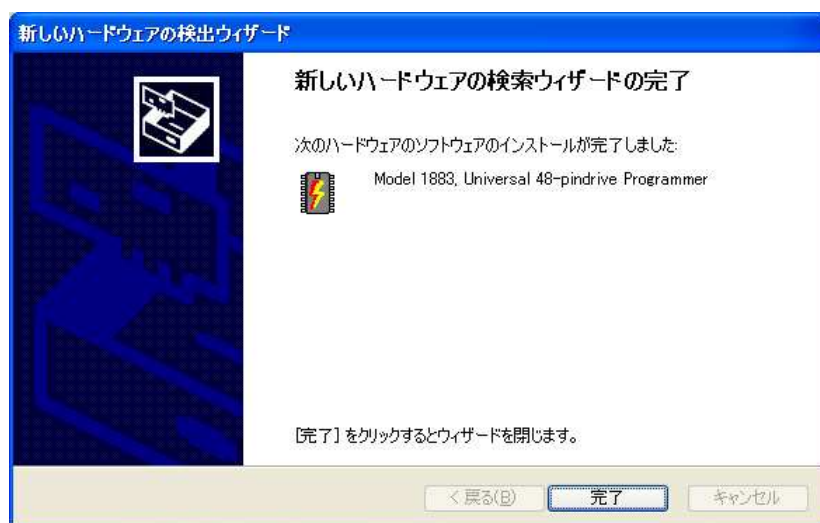 新しいハードウェアの検出ウィザード
新しいハードウェアの検索ウィザードの完了
次のハードウェアのソフトウェアのインストールが完了しました:
Model 1883, Universal 48-pindrive Programmer
[完了] をクリックするとウィザードを閉じます。
< 戻る(B)
完了
キャンセル